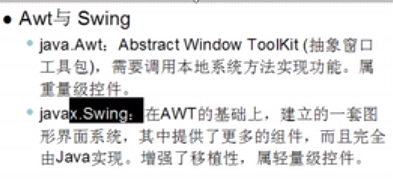 ● Awt与 Swing
• java.Awt：Abstract Window ToolKit (抽象窗口
工具包)，需要调用本地系统方法实现功能。属
重量级控件。
• javax.Swing：在AWT的基础上，建立的一套图
形界面系统，其中提供了更多的组件，而且完全
由Java实现。增强了移植性，属轻量级控件。